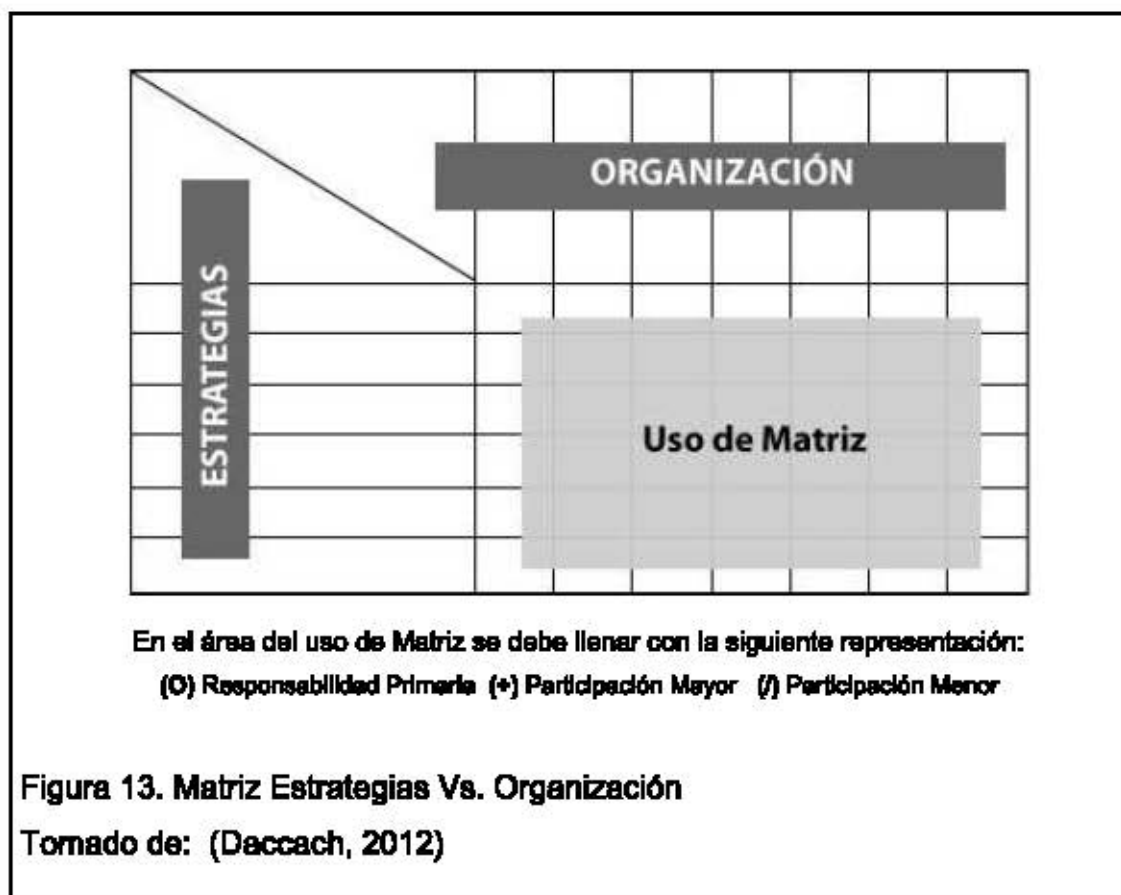 ORGANIZACIÓN
ESTRATEGIAS
Uso de Matriz
En el área del uso de Matriz se debe llenar con la siguiente representación:
(O) Responsabilidad Primaria (+) Participación Mayor (/) Participación Menor
Figura 13. Matriz Estrategias Vs. Organización
Tomado de: (Daccach, 2012)